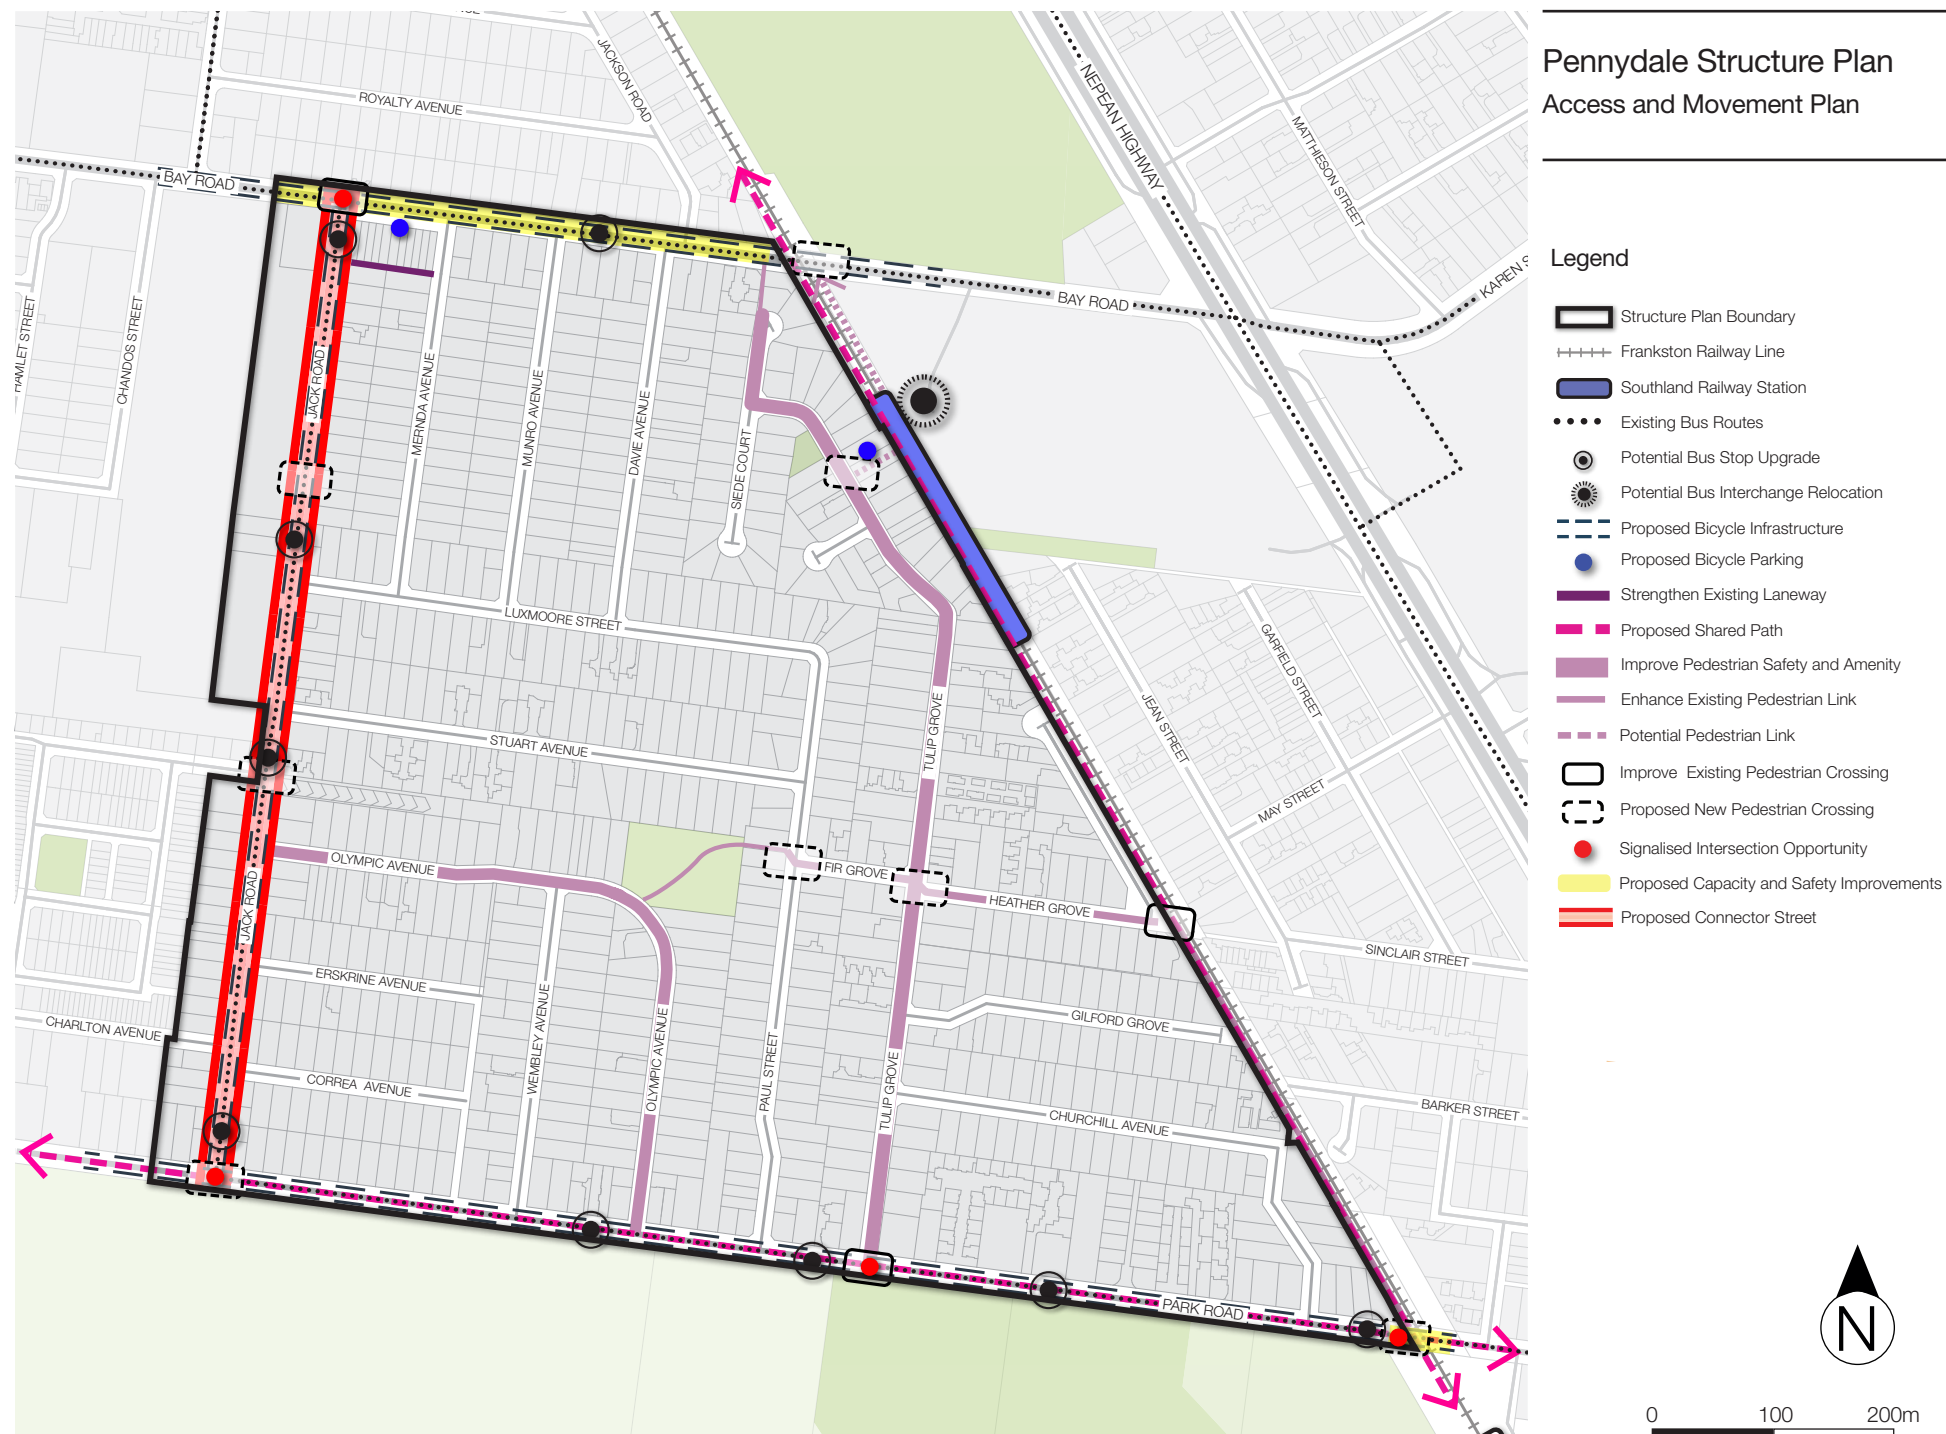 Pennydale Structure Plan
Access and Movement Plan
Legend
Structure Plan Boundary
Frankston Railway Line
Southland Railway Station
Existing Bus Routes
Potential Bus Stop Upgrade
Potential Bus Interchange Relocation
Proposed Bicycle Infrastructure
Proposed Bicycle Parking
Strengthen Existing Laneway
Proposed Shared Path
Improve Pedestrian Safety and Amenity
Enhance Existing Pedestrian Link
Potential Pedestrian Link
Improve Existing Pedestrian Crossing
Proposed New Pedestrian Crossing
Signalised Intersection Opportunity
Proposed Capacity and Safety Improvements
Proposed Connector Street
N
0 100 200m
JACKSON ROAD
ROYALTY AVENUE
NEPEAN HIGHWAY
MATTHIESON STREET
BAY ROAD
KAREN S
BAY ROAD
HAMLET STREET
CHANDOS STREET
JACK ROAD
MERNDA AVENUE
MUNRO AVENUE
DAVIE AVENUE
SIEDE COURT
LUXMOORE STREET
GARFIELD STREET
JEAN STREET
TULIP GROVE
STUART AVENUE
MAY STREET
OLYMPIC AVENUE
FIR GROVE
HEATHER GROVE
JACK ROAD
SINCLAIR STREET
ERSKINE AVENUE
GILFORD GROVE
CHARLTON AVENUE
WEMBLEY AVENUE
OLYMPIC AVENUE
PAUL STREET
TULIP GROVE
CORREA AVENUE
CHURCHILL AVENUE
BARKER STREET
PARK ROAD